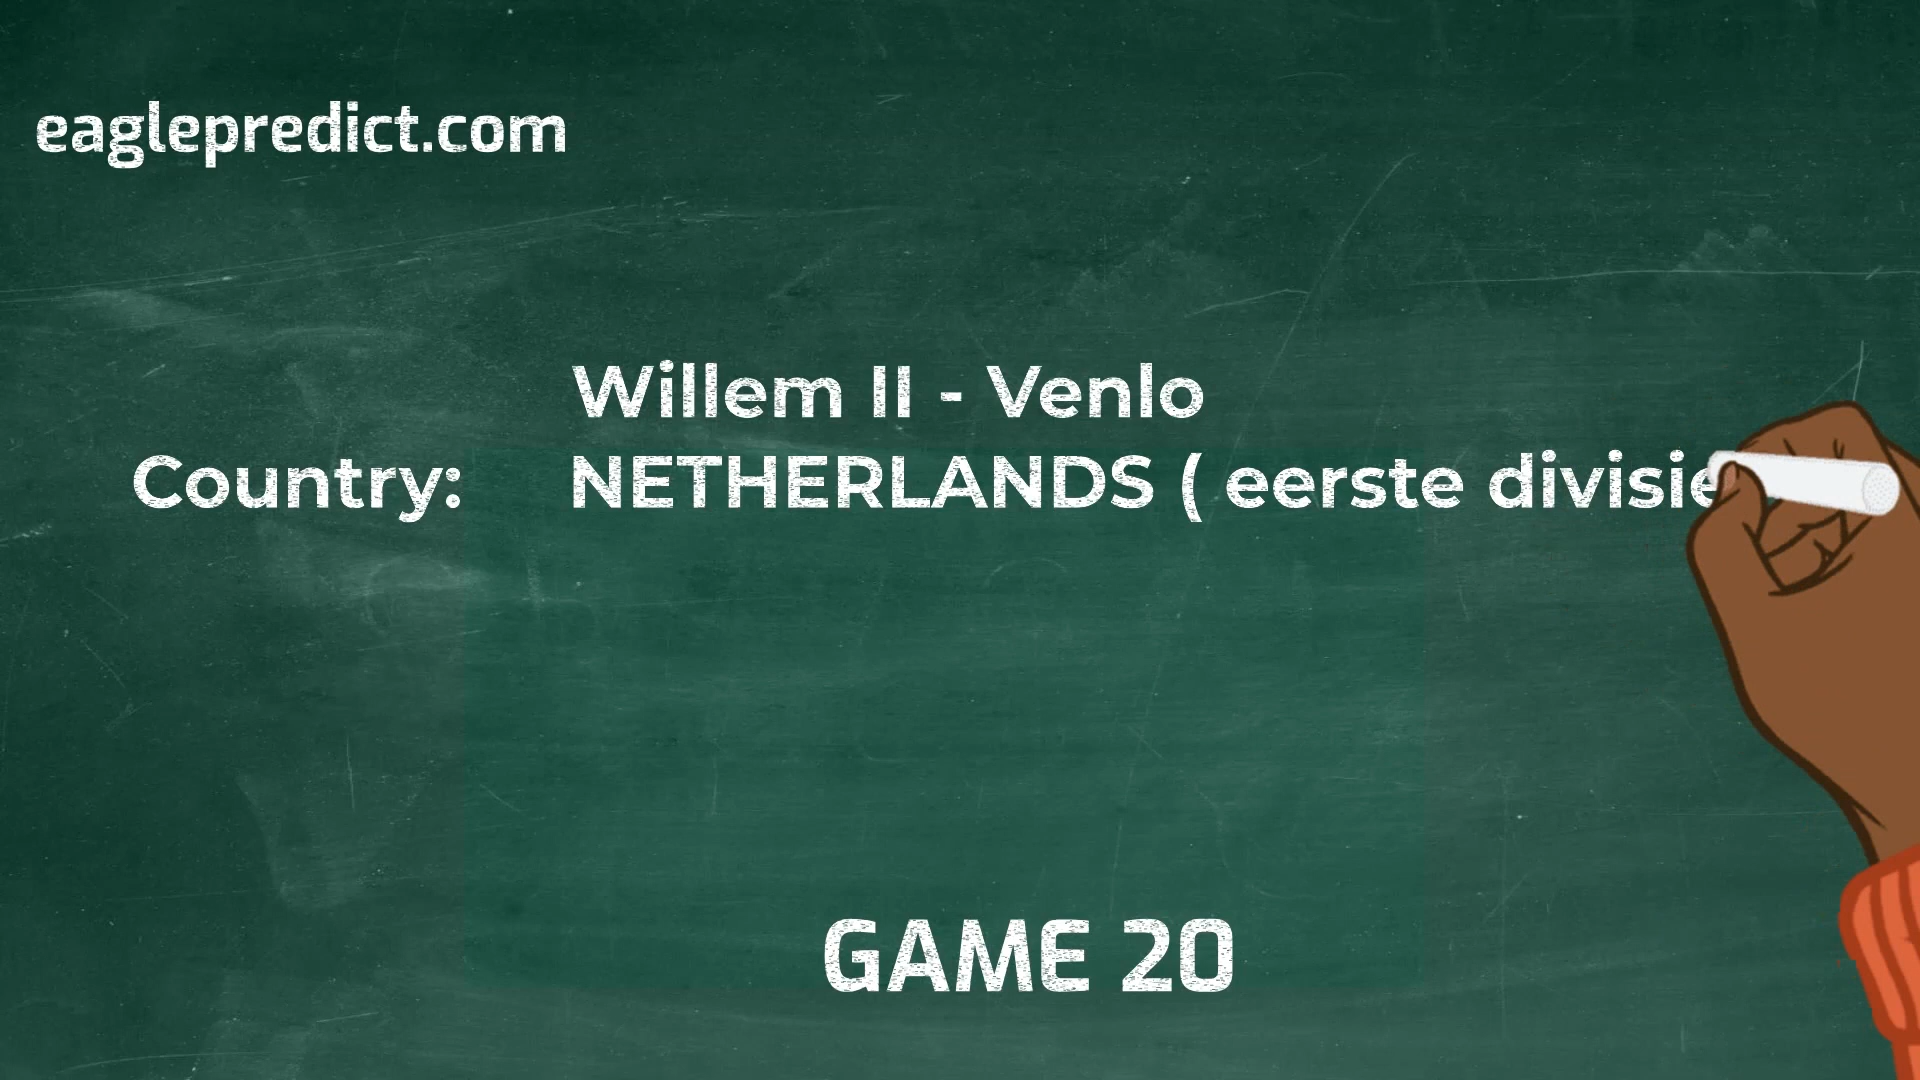 eaglepredict.com
Willem II - Venlo
Country: NETHERLANDS ( eerste divisie
GAME 20